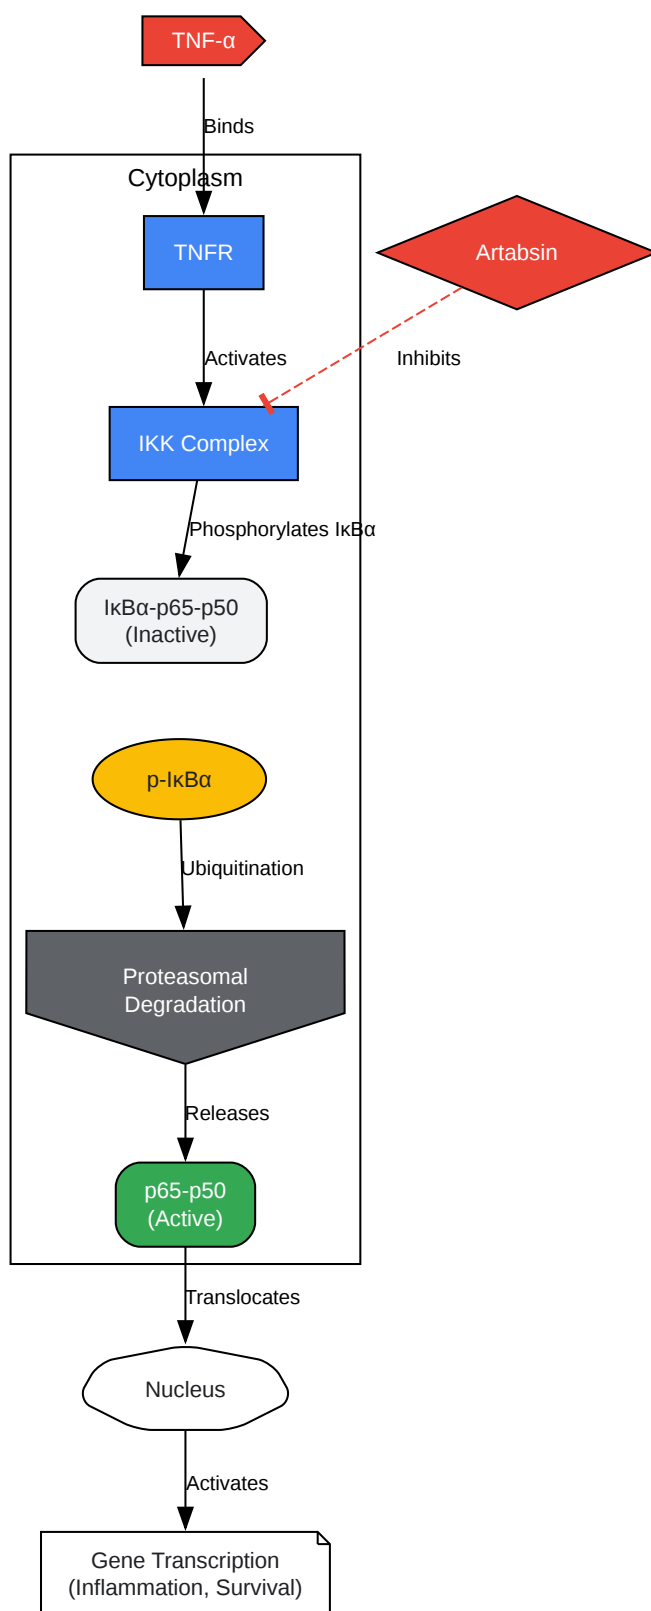 TNF-α
Binds
Cytoplasm
TNFR
Artabsin
Activates
Inhibits
IKK Complex
Phosphorylates IκBα
IκBα-p65-p50
(Inactive)
p-IκBα
Ubiquitination
Proteasomal
Degradation
Releases
p65-p50
(Active)
Translocates
Nucleus
Activates
Gene Transcription
(Inflammation, Survival)